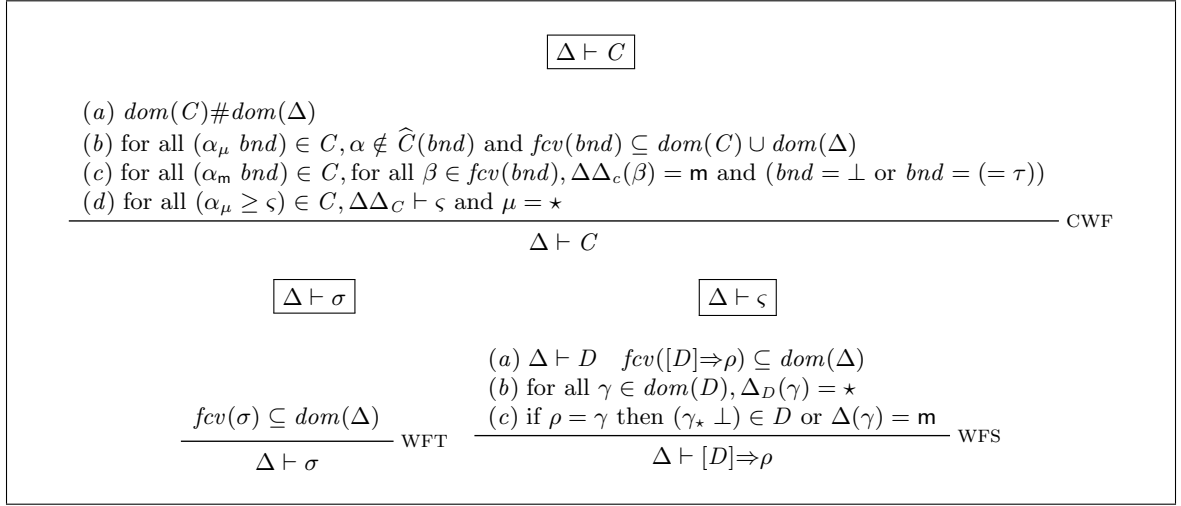 Δ ⊢ C
(a) dom(C)#dom(Δ)
(b) for all (α_μ bnd) ∈ C, α ∉ Ĉ(bnd) and fcv(bnd) ⊆ dom(C) ∪ dom(Δ)
(c) for all (α_m bnd) ∈ C, for all β ∈ fcv(bnd), ΔΔ_c(β) = m and (bnd = ⊥ or bnd = (= τ))
(d) for all (α_μ ≥ ς) ∈ C, ΔΔ_C ⊢ ς and μ = ⋆
CWF
Δ ⊢ C
Δ ⊢ σ
fcv(σ) ⊆ dom(Δ)
WFT
Δ ⊢ σ
Δ ⊢ ς
(a) Δ ⊢ D fcv([D]⇒ρ) ⊆ dom(Δ)
(b) for all γ ∈ dom(D), Δ_D(γ) = ⋆
(c) if ρ = γ then (γ_⋆ ⊥) ∈ D or Δ(γ) = m
WFS
Δ ⊢ [D]⇒ρ